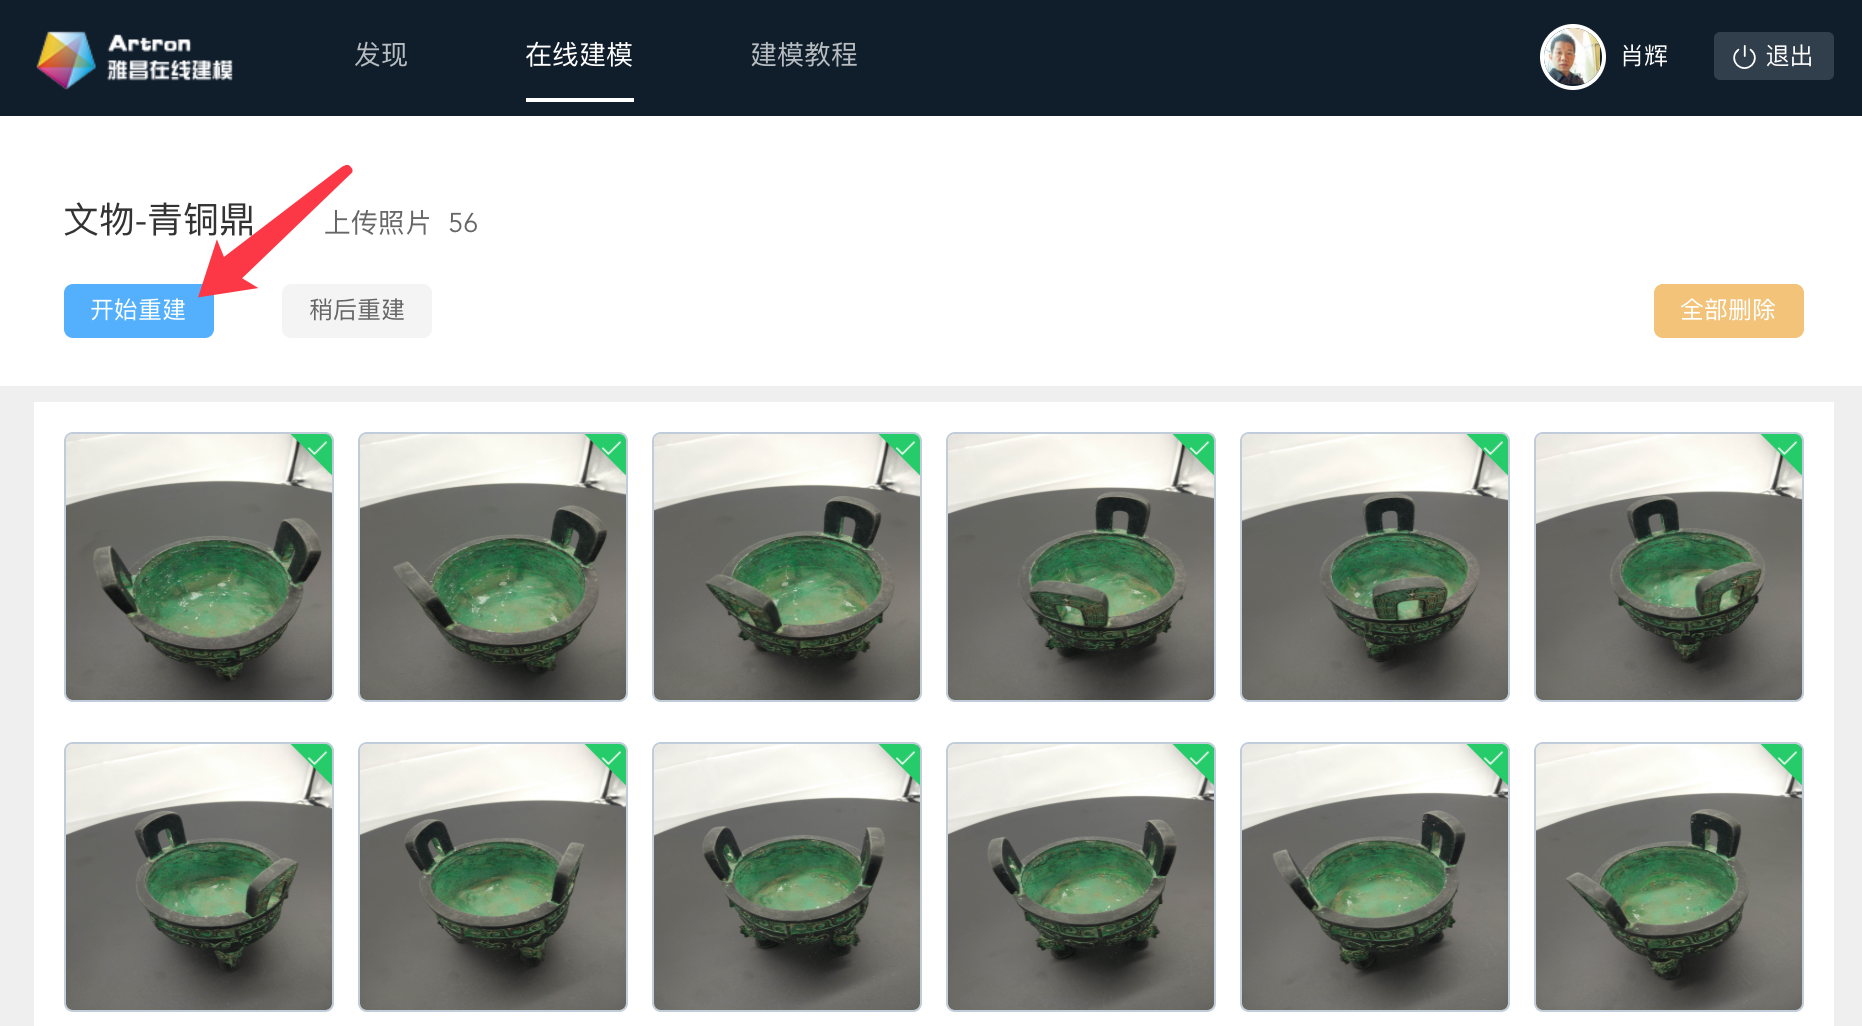 Artron
雅昌在线建模
发现
在线建模
建模教程
肖辉
退出
文物-青铜鼎
上传照片 56
开始重建
稍后重建
全部删除